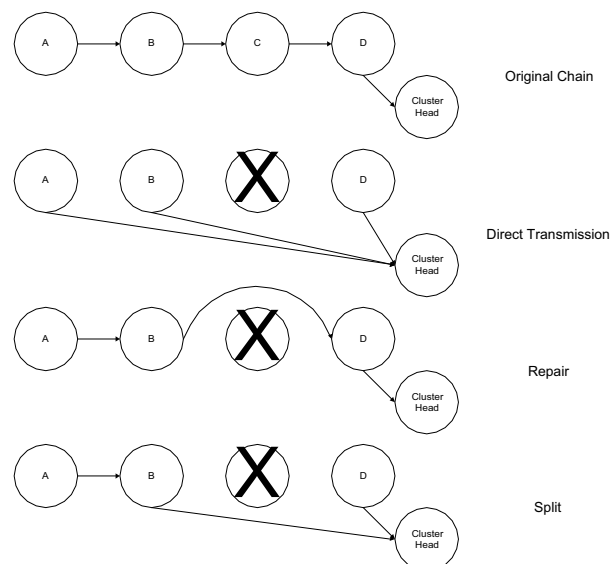 A
B
C
D
Cluster
Head
Original Chain
A
B
X
D
Cluster
Head
Direct Transmission
A
B
X
D
Cluster
Head
Repair
A
B
X
D
Cluster
Head
Split